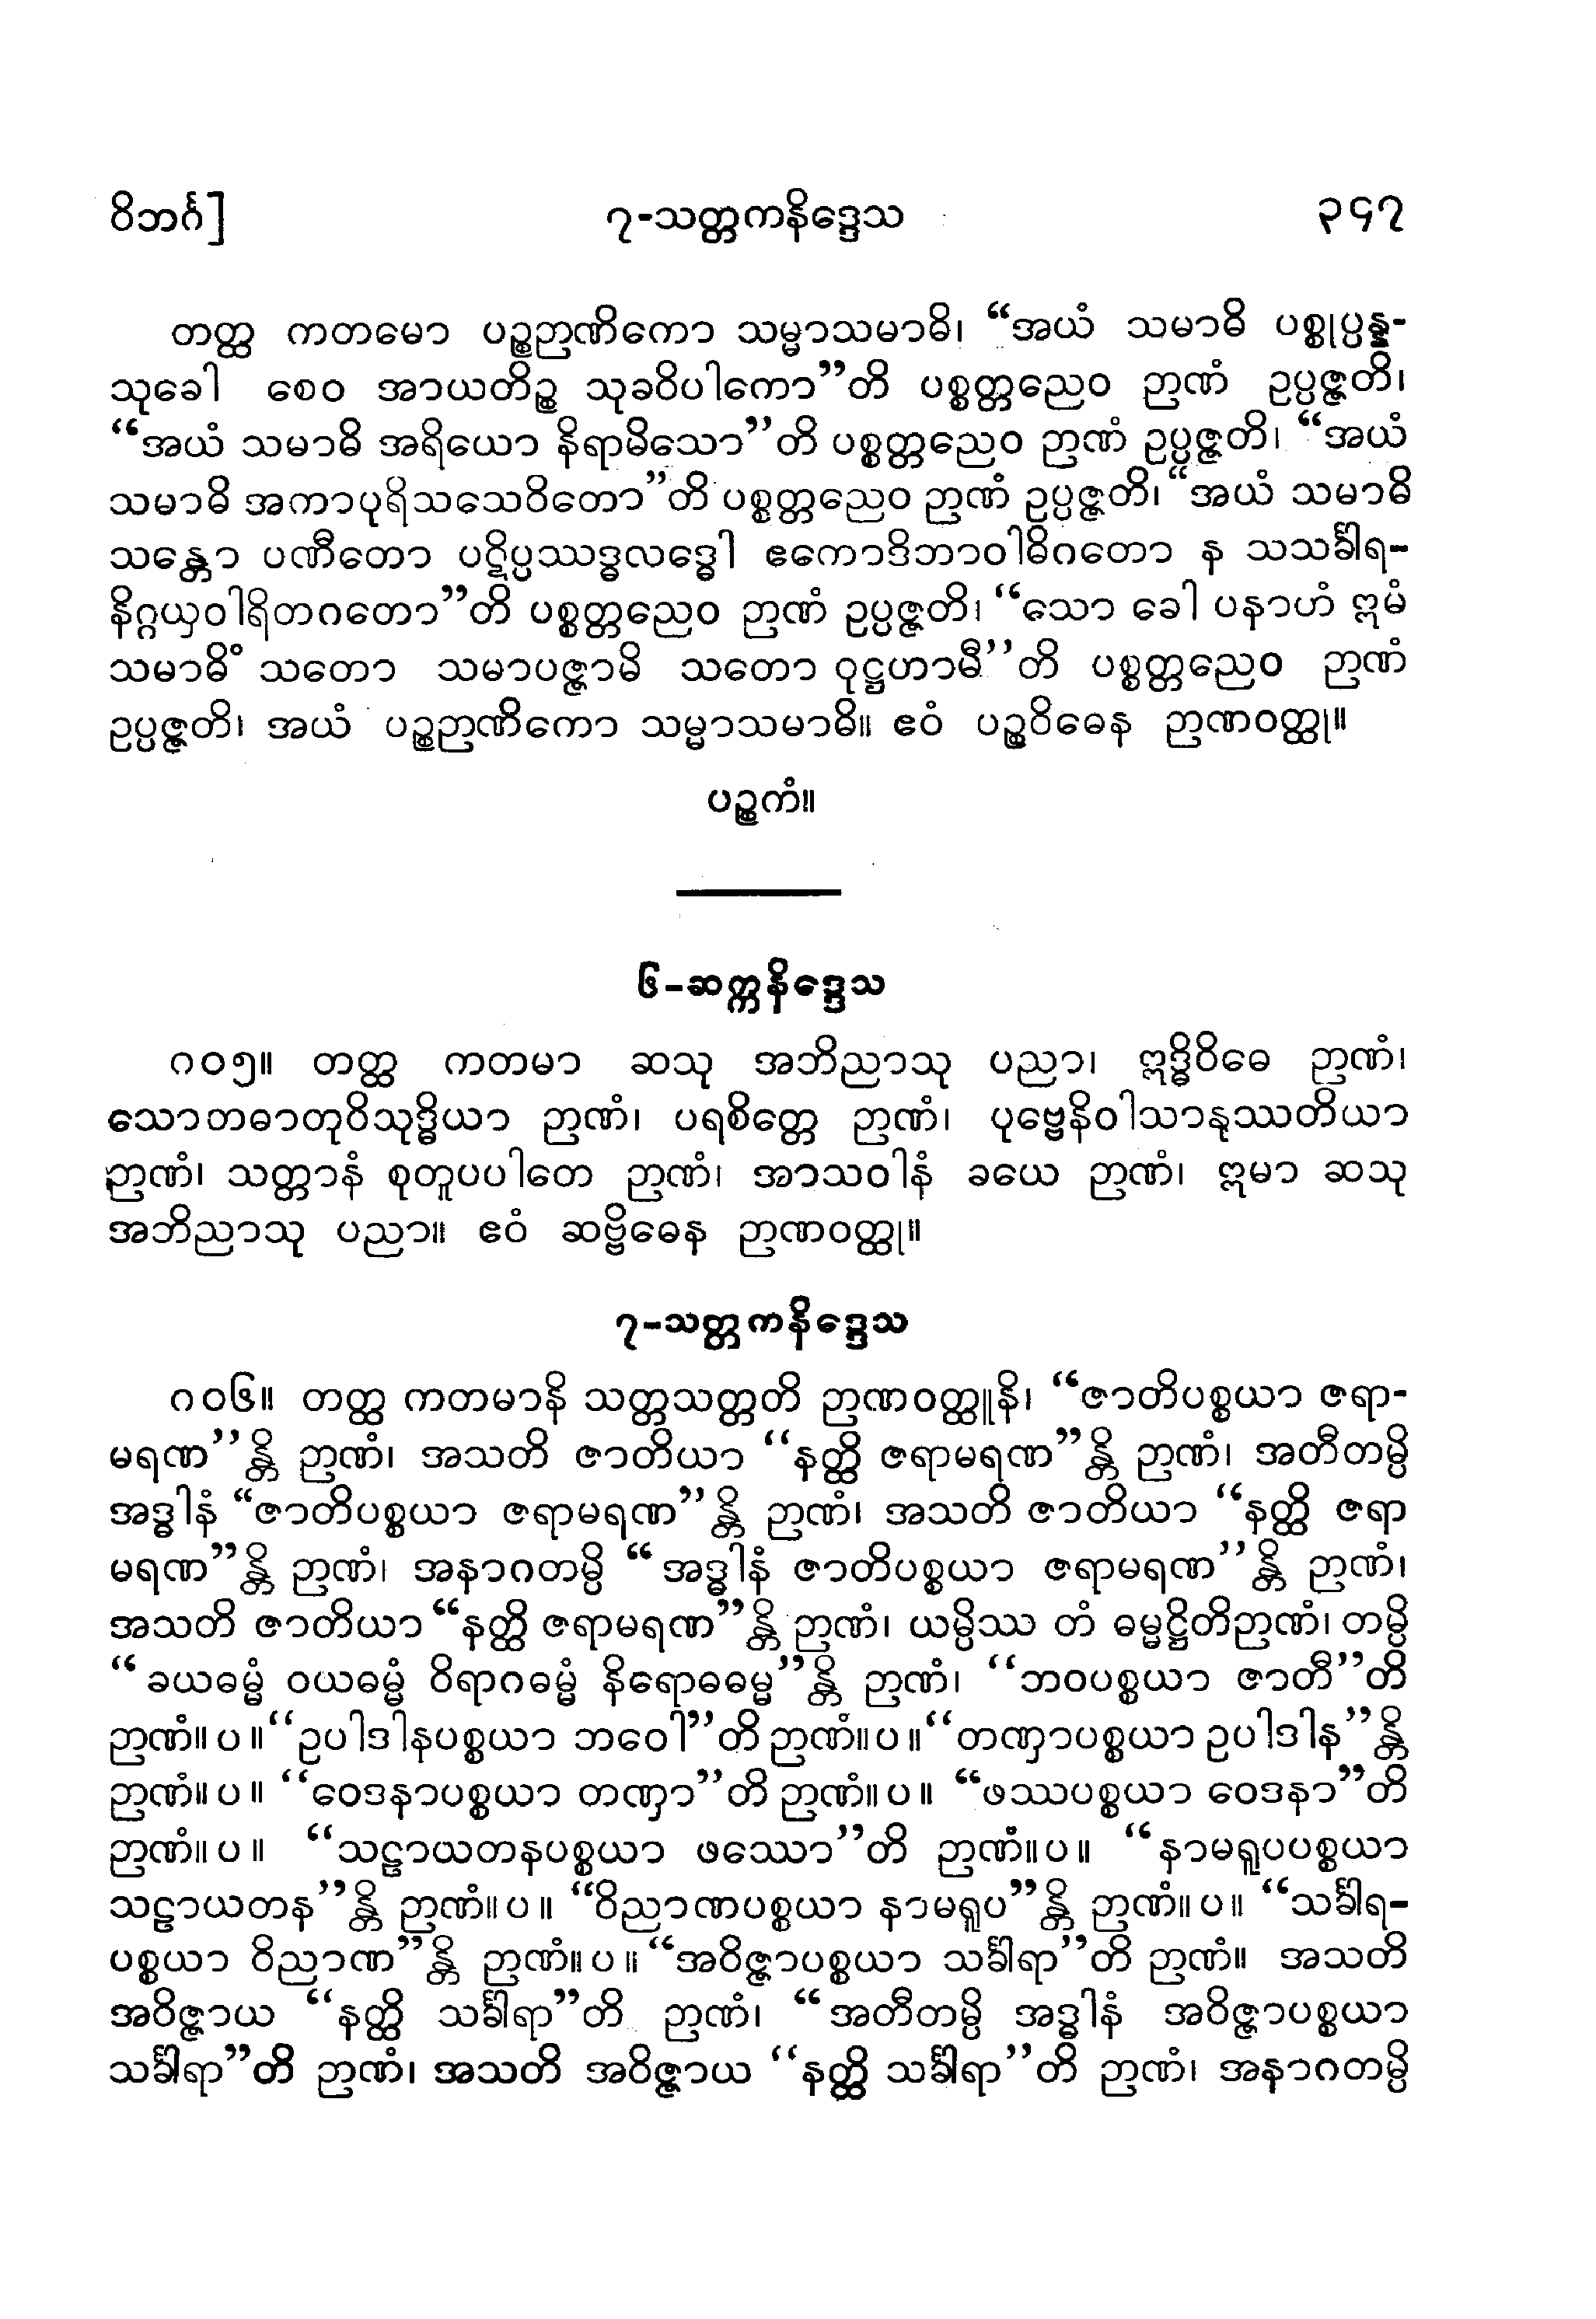 ဝိဘင်္ဂ] ၇-သတ္တကနိဒ္ဒေသ ၃၄၇
တတ္ထ ကတမော ပဉ္စဉာဏိကော သမ္မာသမာဓိ၊ “အယံ သမာဓိ ပစ္စုပ္ပန္န-
သုခေါ စေဝ အာယတိဉ္စ သုခဝိပါကော”တိ ပစ္စတ္တညေဝ ဉာဏံ ဥပ္ပဇ္ဇတိ၊
“အယံ သမာဓိ အရိယော နိရာမိသော”တိ ပစ္စတ္တညေဝ ဉာဏံ ဥပ္ပဇ္ဇတိ၊ “အယံ
သမာဓိ အကာပုရိသသေဝိတော”တိ ပစ္စတ္တညေဝ ဉာဏံ ဥပ္ပဇ္ဇတိ၊ “အယံ သမာဓိ
သန္တော ပဏီတော ပဋိပ္ပဿဒ္ဓလဒ္ဓေါ ဧကောဒိဘာဝါဓိဂတော န သသင်္ခါရ-
နိဂ္ဂယှဝါရိတဂတော”တိ ပစ္စတ္တညေဝ ဉာဏံ ဥပ္ပဇ္ဇတိ၊ “သော ခေါ ပနာဟံ ဣမံ
သမာဓိံ သတော သမာပဇ္ဇာမိ သတော ဝုဋ္ဌဟာမီ”တိ ပစ္စတ္တညေဝ ဉာဏံ
ဥပ္ပဇ္ဇတိ၊ အယံ ပဉ္စဉာဏိကော သမ္မာသမာဓိ။ ဧဝံ ပဉ္စဝိဓေန ဉာဏဝတ္ထု။
ပဉ္စကံ။
၆-ဆက္ကနိဒ္ဒေသ
၈၀၅။ တတ္ထ ကတမာ ဆသု အဘိညာသု ပညာ၊ ဣဒ္ဓိဝိဓေ ဉာဏံ၊
သောတဓာတုဝိသုဒ္ဓိယာ ဉာဏံ၊ ပရစိတ္တေ ဉာဏံ၊ ပုဗ္ဗေနိဝါသာနုဿတိယာ
ဉာဏံ၊ သတ္တာနံ စုတူပပါတေ ဉာဏံ၊ အာသဝါနံ ခယေ ဉာဏံ၊ ဣမာ ဆသု
အဘိညာသု ပညာ။ ဧဝံ ဆဗ္ဗိဓေန ဉာဏဝတ္ထု။
၇-သတ္တကနိဒ္ဒေသ
၈၀၆။ တတ္ထ ကတမာနိ သတ္တသတ္တတိ ဉာဏဝတ္ထူနိ၊ “ဇာတိပစ္စယာ ဇရာ-
မရဏ”န္တိ ဉာဏံ၊ အသတိ ဇာတိယာ “နတ္ထိ ဇရာမရဏ”န္တိ ဉာဏံ၊ အတီတမ္ပိ
အဒ္ဓါနံ “ဇာတိပစ္စယာ ဇရာမရဏ”န္တိ ဉာဏံ၊ အသတိ ဇာတိယာ “နတ္ထိ ဇရာ
မရဏ”န္တိ ဉာဏံ၊ အနာဂတမ္ပိ “အဒ္ဓါနံ ဇာတိပစ္စယာ ဇရာမရဏ”န္တိ ဉာဏံ၊
အသတိ ဇာတိယာ “နတ္ထိ ဇရာမရဏ”န္တိ ဉာဏံ၊ ယမ္ပိဿ တံ ဓမ္မဋ္ဌိတိဉာဏံ၊ တမ္ပိ
“ခယဓမ္မံ ဝယဓမ္မံ ဝိရာဂဓမ္မံ နိရောဓဓမ္မ”န္တိ ဉာဏံ၊ “ဘဝပစ္စယာ ဇာတီ”တိ
ဉာဏံ။ ပ ။ “ဥပါဒါနပစ္စယာ ဘဝေါ”တိ ဉာဏံ။ ပ ။ “တဏှာပစ္စယာ ဥပါဒါန”န္တိ
ဉာဏံ။ ပ ။ “ဝေဒနာပစ္စယာ တဏှာ”တိ ဉာဏံ။ ပ ။ “ဖဿပစ္စယာ ဝေဒနာ”တိ
ဉာဏံ။ ပ ။ “သဠာယတနပစ္စယာ ဖဿော”တိ ဉာဏံ။ ပ ။ “နာမရူပပစ္စယာ
သဠာယတန”န္တိ ဉာဏံ။ ပ ။ “ဝိညာဏပစ္စယာ နာမရူပ”န္တိ ဉာဏံ။ ပ ။ “သင်္ခါရ-
ပစ္စယာ ဝိညာဏ”န္တိ ဉာဏံ။ ပ ။ “အဝိဇ္ဇာပစ္စယာ သင်္ခါရာ”တိ ဉာဏံ။ အသတိ
အဝိဇ္ဇာယ “နတ္ထိ သင်္ခါရာ”တိ ဉာဏံ၊ “အတီတမ္ပိ အဒ္ဓါနံ အဝိဇ္ဇာပစ္စယာ
သင်္ခါရာ”တိ ဉာဏံ၊ အသတိ အဝိဇ္ဇာယ “နတ္ထိ သင်္ခါရာ”တိ ဉာဏံ၊ အနာဂတမ္ပိ